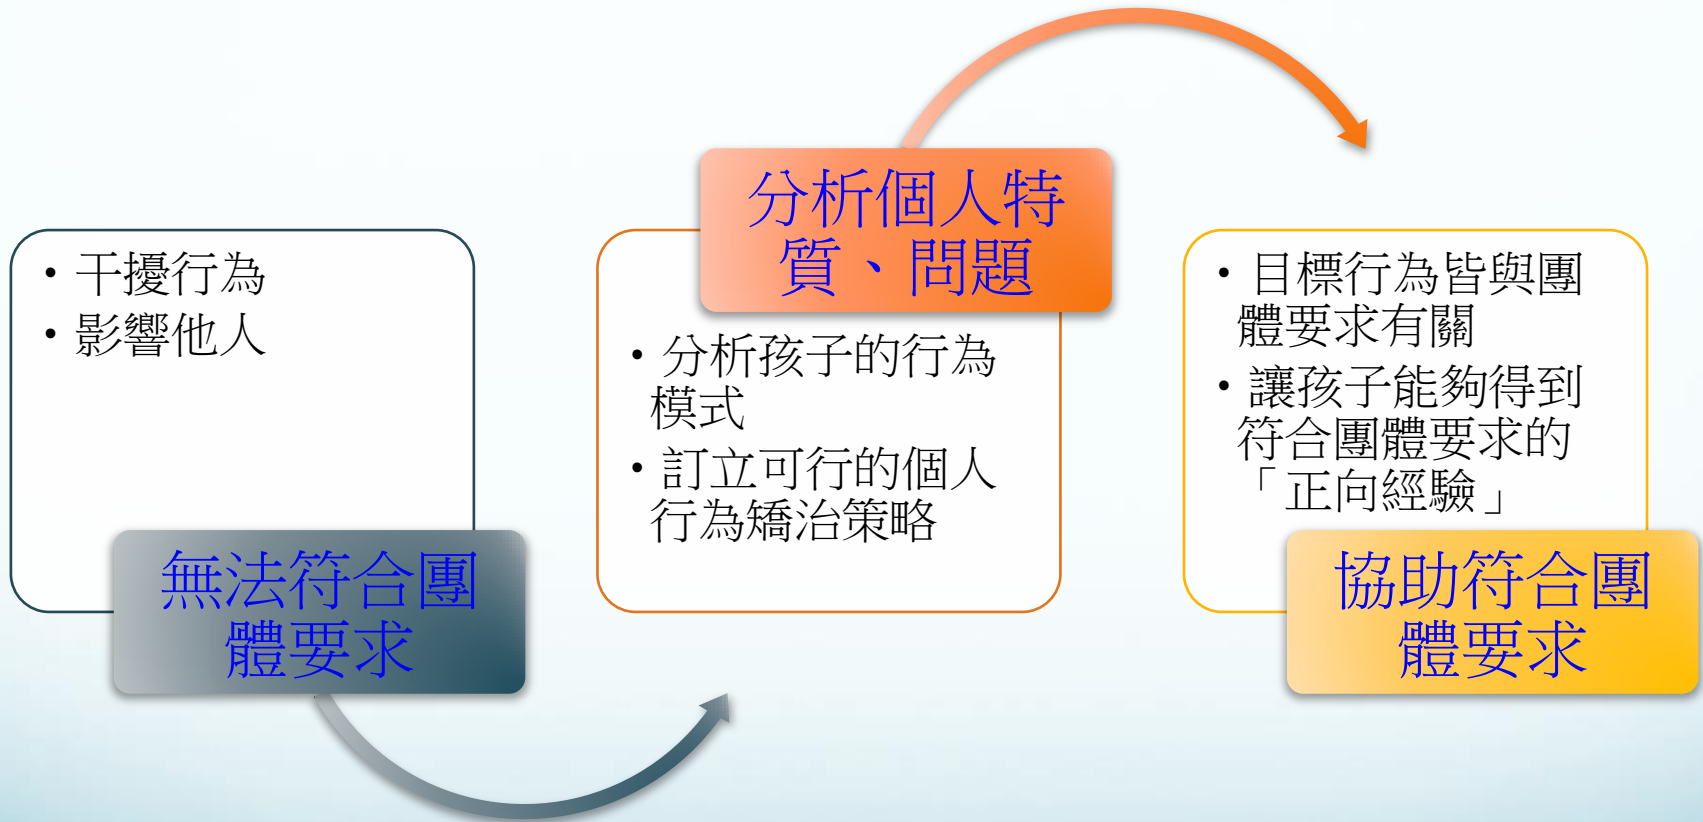 • 干擾行為
• 影響他人
無法符合團
體要求
分析個人特
質、問題
• 分析孩子的行為
模式
• 訂立可行的個人
行為矯治策略
• 目標行為皆與團
體要求有關
• 讓孩子能夠得到
符合團體要求的
「正向經驗」
協助符合團
體要求